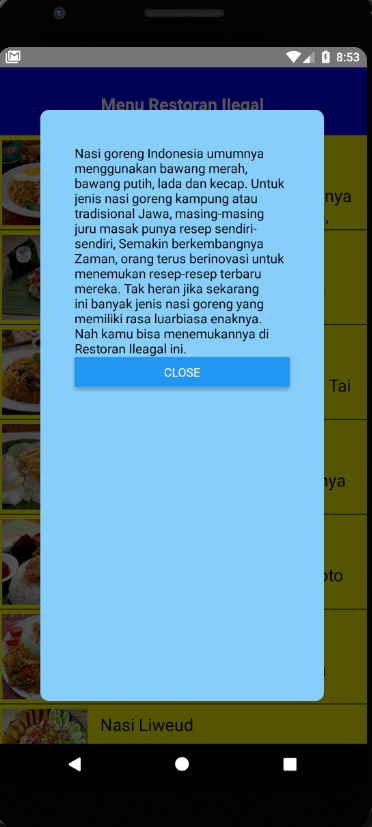 8:53
Menu Restoran Ilegal
Nasi goreng Indonesia umumnya
menggunakan bawang merah,
bawang putih, lada dan kecap. Untuk
jenis nasi goreng kampung atau
tradisional Jawa, masing-masing
juru masak punya resep sendiri-
sendiri, Semakin berkembangnya
Zaman, orang terus berinovasi untuk
menemukan resep-resep terbaru
mereka. Tak heran jika sekarang
ini banyak jenis nasi goreng yang
memiliki rasa luarbiasa enaknya.
Nah kamu bisa menemukannya di
Restoran Ileagal ini.
CLOSE
Tai
Nasi Liweud